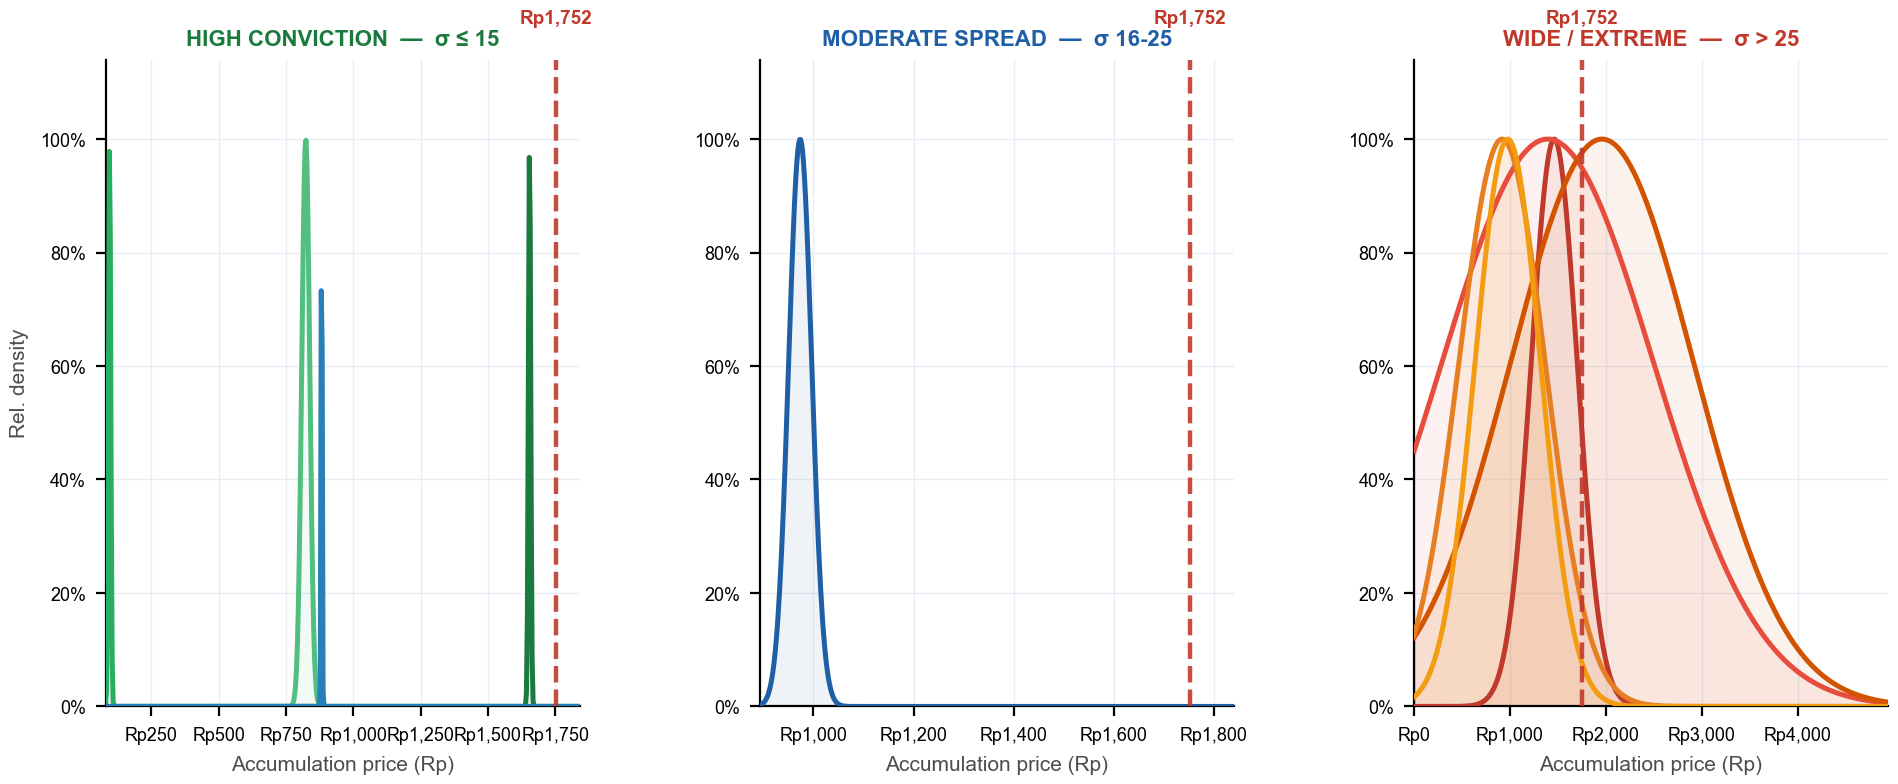 Rp1,752
HIGH CONVICTION — σ ≤ 15
Rel. density
100%
80%
60%
40%
20%
0%
Rp250 Rp500 Rp750 Rp1,000 Rp1,250 Rp1,500 Rp1,750
Accumulation price (Rp)
Rp1,752
MODERATE SPREAD — σ 16-25
100%
80%
60%
40%
20%
0%
Rp1,000 Rp1,200 Rp1,400 Rp1,600 Rp1,800
Accumulation price (Rp)
Rp1,752
WIDE / EXTREME — σ > 25
100%
80%
60%
40%
20%
0%
Rp0 Rp1,000 Rp2,000 Rp3,000 Rp4,000
Accumulation price (Rp)